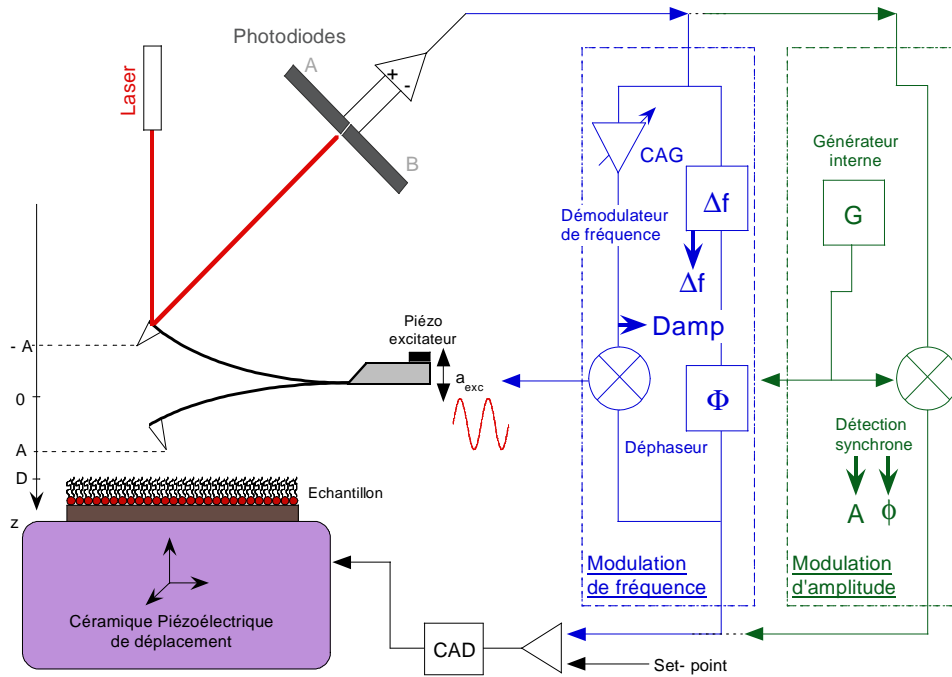 Photodiodes
A
B
+
-
Laser
CAG
Démodulateur
de fréquence
Δf
Δf
Damp
Φ
Déphaseur
Modulation
de fréquence
Générateur
interne
G
Détection
synchrone
A
ϕ
Modulation
d'amplitude
Piézo
excitateur
a exc
- A
0
A
D
z
Echantillon
Céramique Piézoélectrique
de déplacement
CAD
Set- point